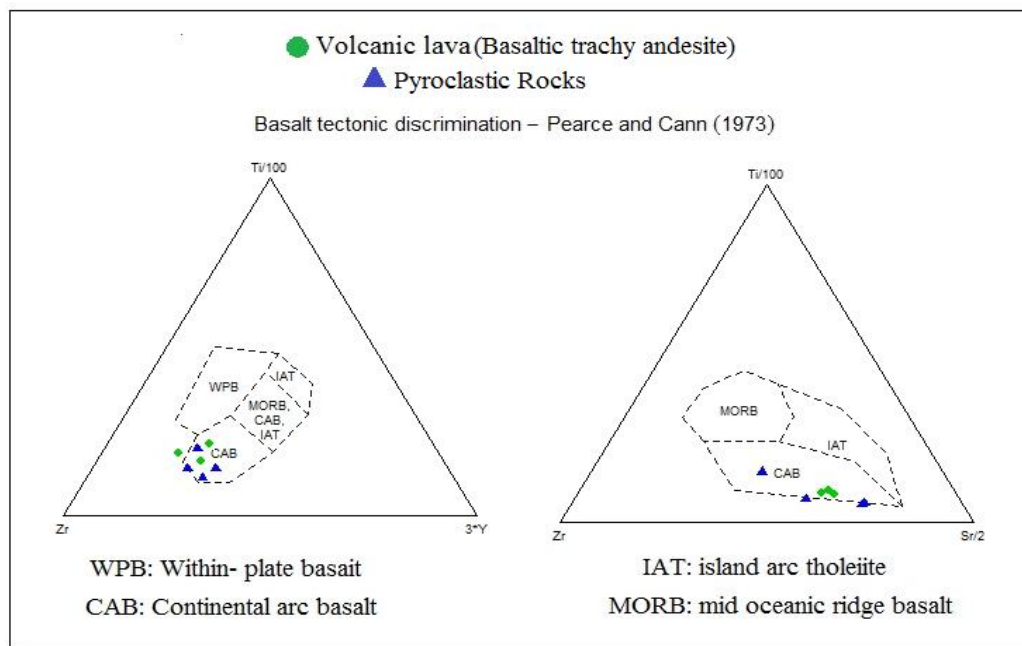 Volcanic lava (Basaltic trachy andesite)
Pyroclastic Rocks
Basalt tectonic discrimination – Pearce and Cann (1973)
Ti/100
WPB
IAT
MORB,
CAB,
IAT
CAB
Zr
3*Y
Ti/100
MORB
IAT
CAB
Zr
Sr/2
WPB: Within- plate basait
CAB: Continental arc basalt
IAT: island arc tholeiite
MORB: mid oceanic ridge basalt